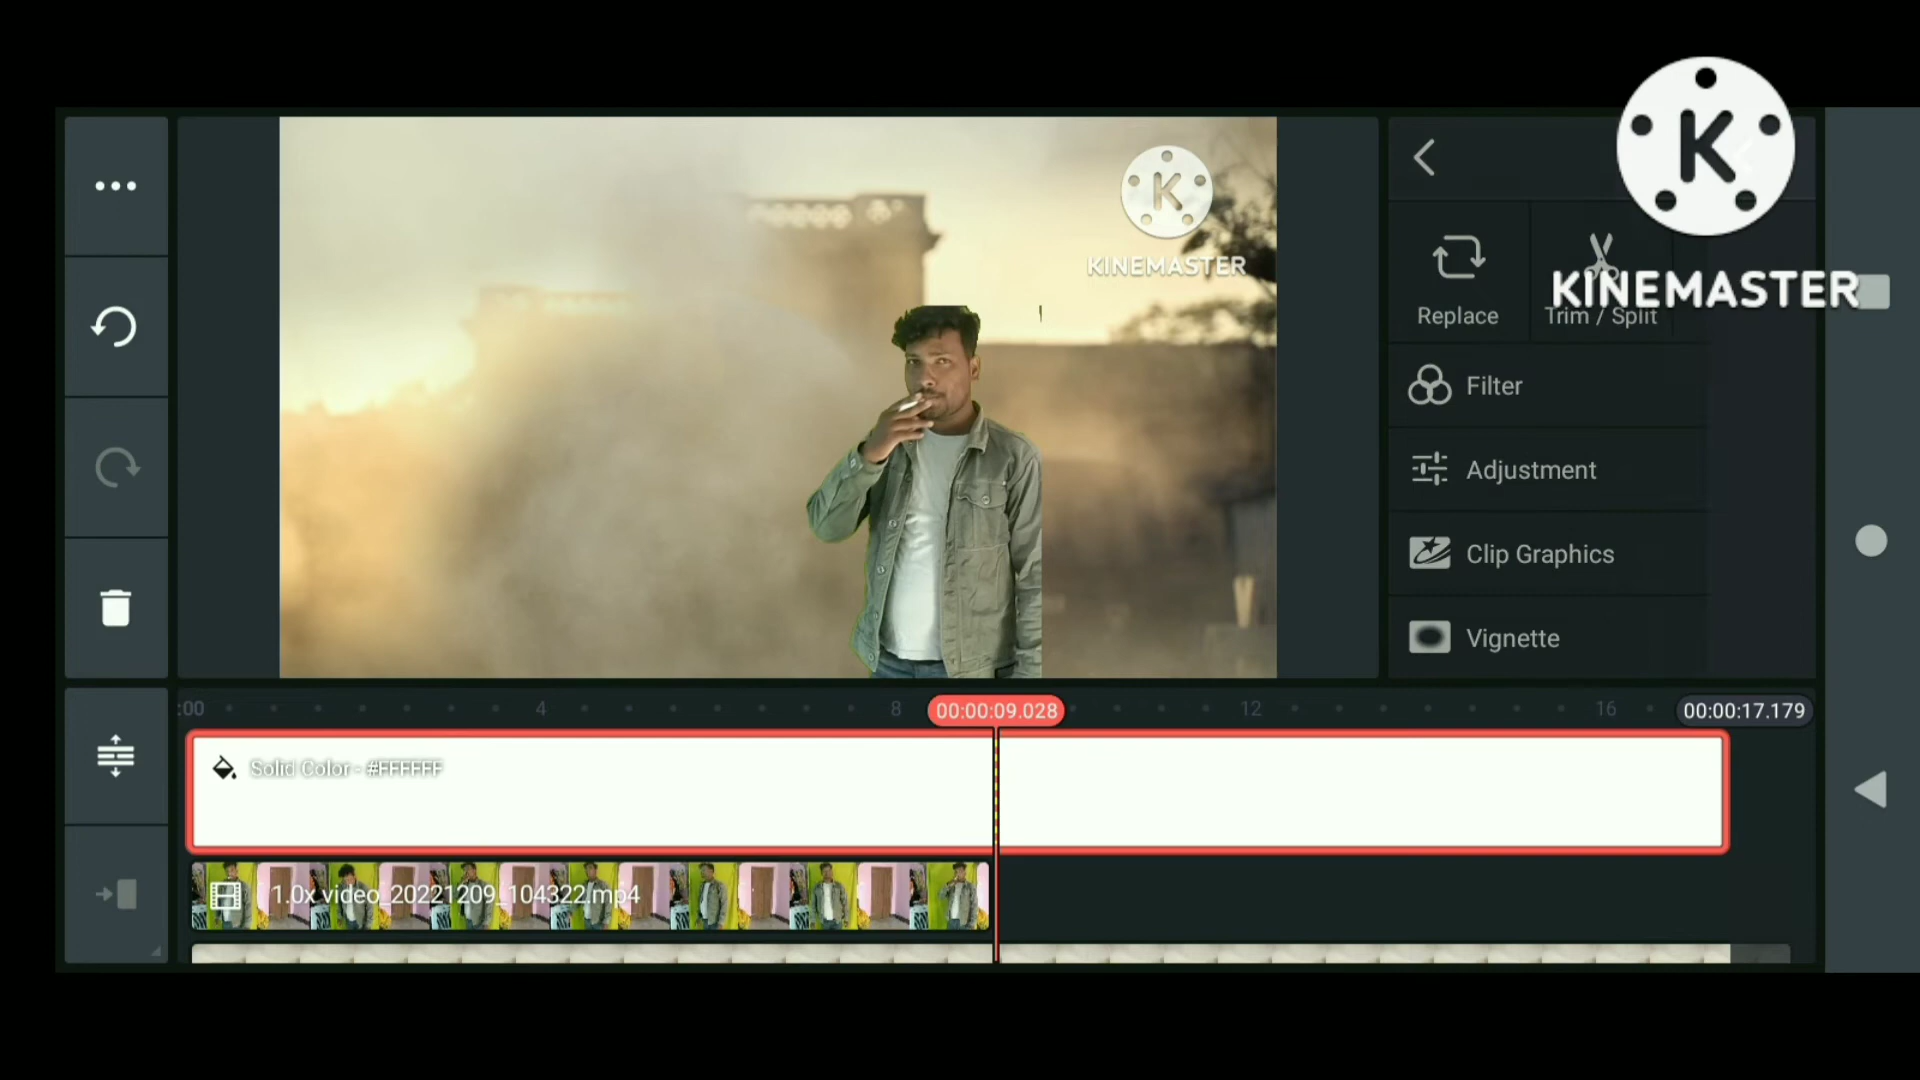 K
KINEMASTER
K
KINEMASTER
Replace
Trim / Split
Filter
Adjustment
Clip Graphics
Vignette
:00
4
8
00:00:09.028
12
16
00:00:17.179
Solid Color - #FFFFFF
1.0x video_20221209_104322.mp4